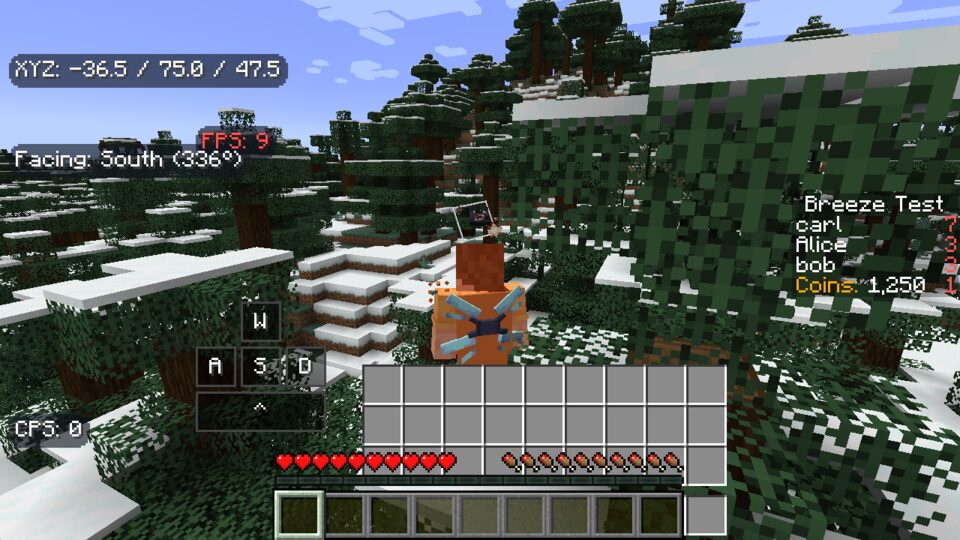 XYZ: -36.5 / 75.0 / 47.5
FPS: 9
Facing: South (336°)
Breeze Test
carl 7
Alice 3
bob 3
Coins: 1,250 1
W
A S D
^
CPS: 0